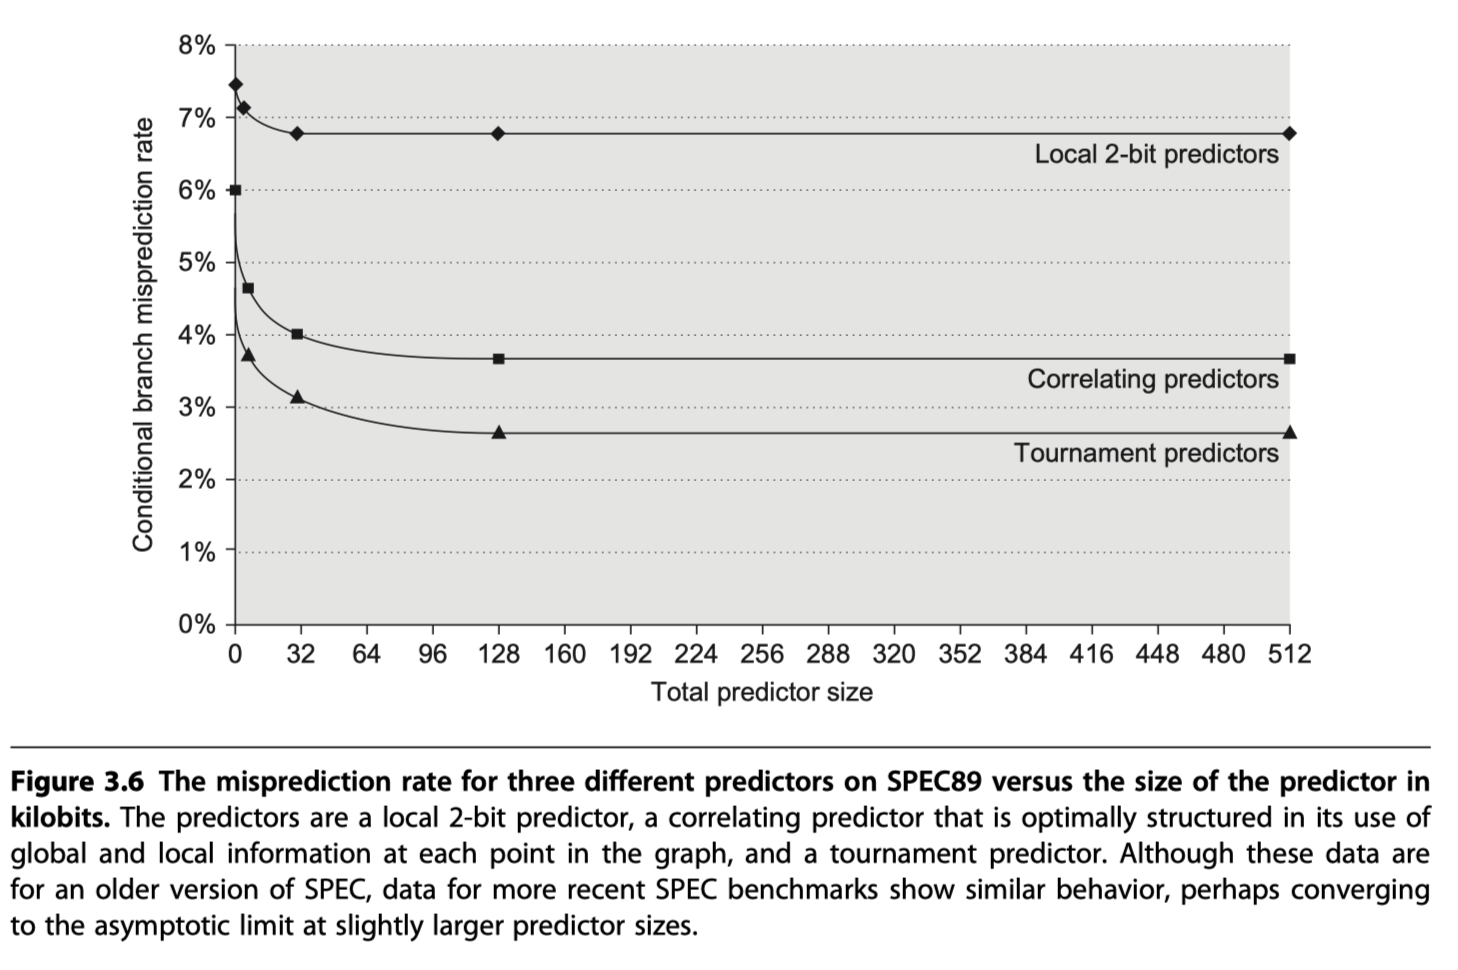 8%
7%
6%
5%
4%
3%
2%
1%
0%
Conditional branch misprediction rate
Local 2-bit predictors
Correlating predictors
Tournament predictors
0 32 64 96 128 160 192 224 256 288 320 352 384 416 448 480 512
Total predictor size
Figure 3.6 The misprediction rate for three different predictors on SPEC89 versus the size of the predictor in
kilobits. The predictors are a local 2-bit predictor, a correlating predictor that is optimally structured in its use of
global and local information at each point in the graph, and a tournament predictor. Although these data are
for an older version of SPEC, data for more recent SPEC benchmarks show similar behavior, perhaps converging
to the asymptotic limit at slightly larger predictor sizes.